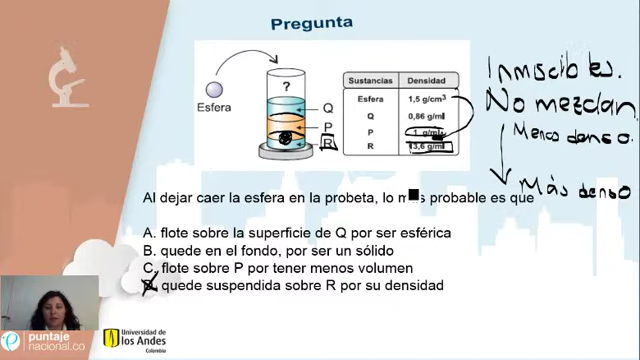 Pregunta
?
Esfera
Q
P
R
Sustancias Densidad
Esfera 1,5 g/cm³
Q 0,86 g/ml
P 1 g/ml
R 13,6 g/ml
Inmiscibles.
No mezclan
Menos denso.
Más denso
Al dejar caer la esfera en la probeta, lo más probable es que
A. flote sobre la superficie de Q por ser esférica
B. quede en el fondo, por ser un sólido
C. flote sobre P por tener menos volumen
D. quede suspendida sobre R por su densidad
puntaje
nacional.co
Universidad de
los Andes
Colombia